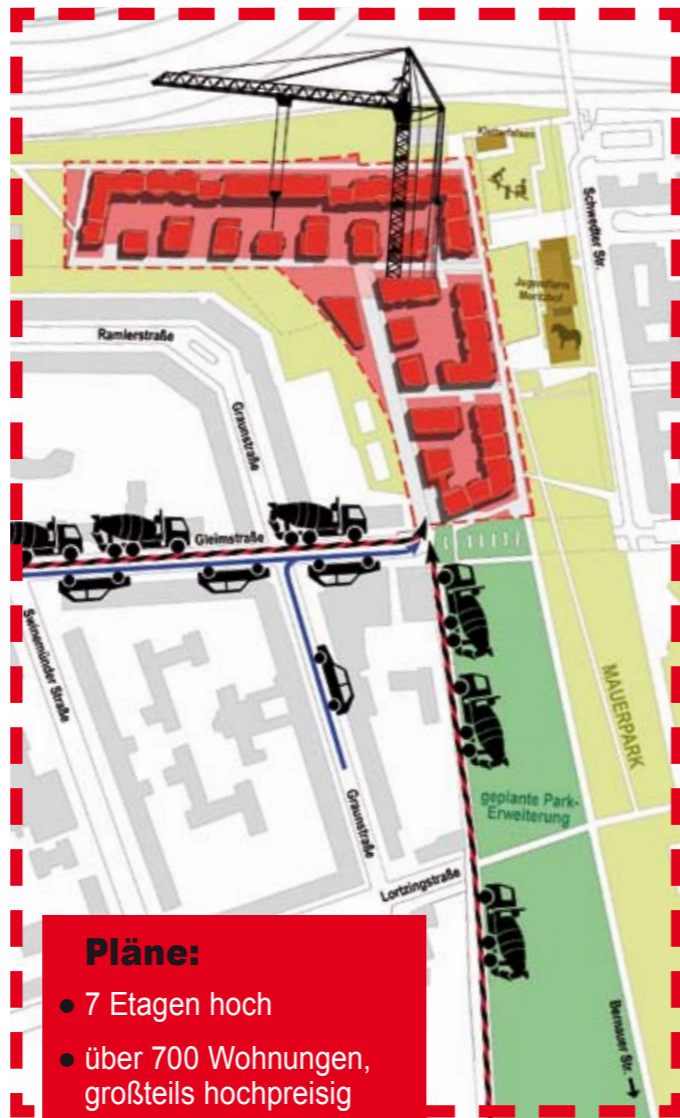 Kletterfelsen
Schwedter Str.
Jugendfarm
Moritzhof
Ramlerstraße
Graunstraße
Gleimstraße
Swinemünder Straße
MAUERPARK
geplante Park-
Erweiterung
Graunstraße
Lortzingstraße
Bernauer Str.
Pläne:
• 7 Etagen hoch
• über 700 Wohnungen,
großteils hochpreisig